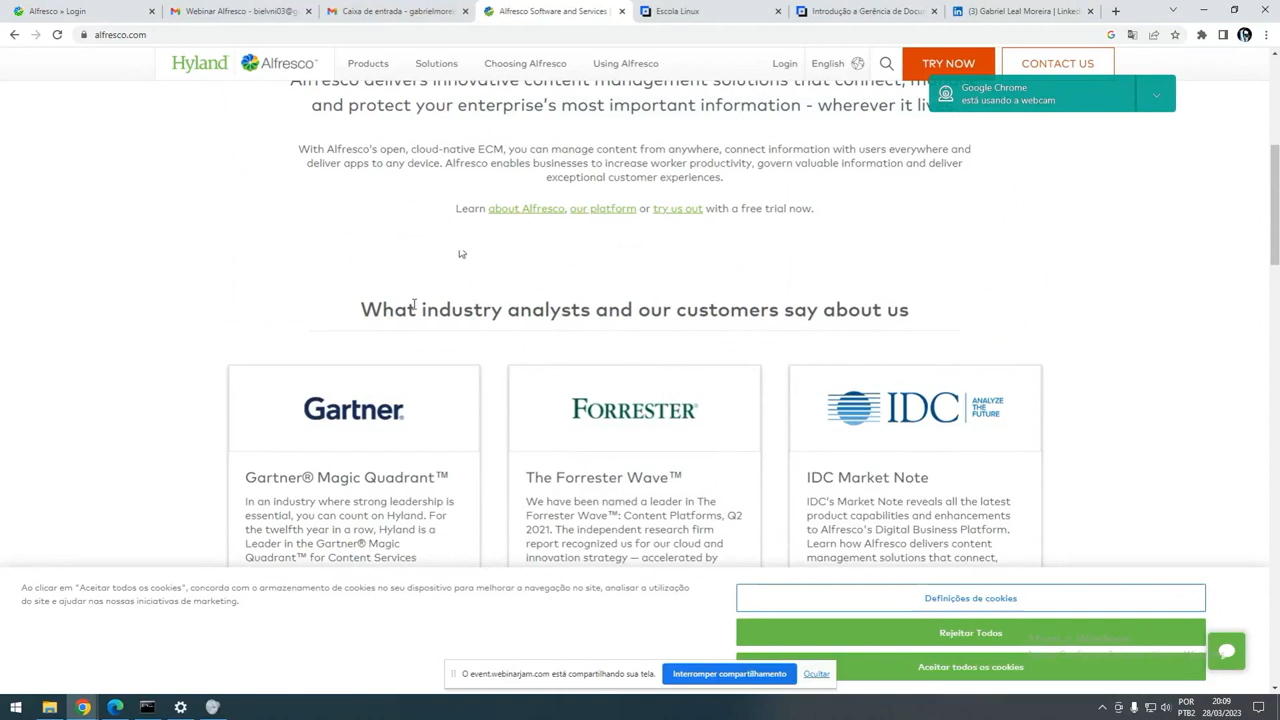 Alfresco » Login
Webinar Alfresco - bielvni03@g
Caixa de entrada - gabrielmore
Alfresco Software and Services |
Escola Linux
Introdução a Gerência de Docu
(23) Gabriel Leal Moreira | Linked
alfresco.com
Hyland
Alfresco
Products
Solutions
Choosing Alfresco
Using Alfresco
Login
English
TRY NOW
CONTACT US
Google Chrome
está usando a webcam
Alfresco delivers innovative content management solutions that connect,
and protect your enterprise's most important information - wherever it
With Alfresco's open, cloud-native ECM, you can manage content from anywhere, connect information with users everywhere and
deliver apps to any device. Alfresco enables businesses to increase worker productivity, govern valuable information and deliver
exceptional customer experiences.
Learn about Alfresco, our platform or try us out with a free trial now.
What industry analysts and our customers say about us
Gartner
FORRESTER®
IDC ANALYZE THE FUTURE
Gartner® Magic Quadrant™
In an industry where strong leadership is
essential, you can count on Hyland. For
the twelfth year in a row, Hyland is a
Leader in the Gartner® Magic
Quadrant™ for Content Services
The Forrester Wave™
We have been named a leader in The
Forrester Wave™: Content Platforms, Q2
2021. The independent research firm
report recognized us for our cloud and
innovation strategy — accelerated by
IDC Market Note
IDC's Market Note reveals all the latest
product capabilities and enhancements
to Alfresco's Digital Business Platform.
Learn how Alfresco delivers content
management solutions that connect,
Ao clicar em "Aceitar todos os cookies", concorda com o armazenamento de cookies no seu dispositivo para melhorar a navegação no site, analisar a utilização
do site e ajudar nas nossas iniciativas de marketing.
Definições de cookies
Rejeitar Todos
Aceitar todos os cookies
O event.webinarjam.com está compartilhando sua tela.
Interromper compartilhamento
Ocultar
POR
PTB2
20:09
28/03/2023